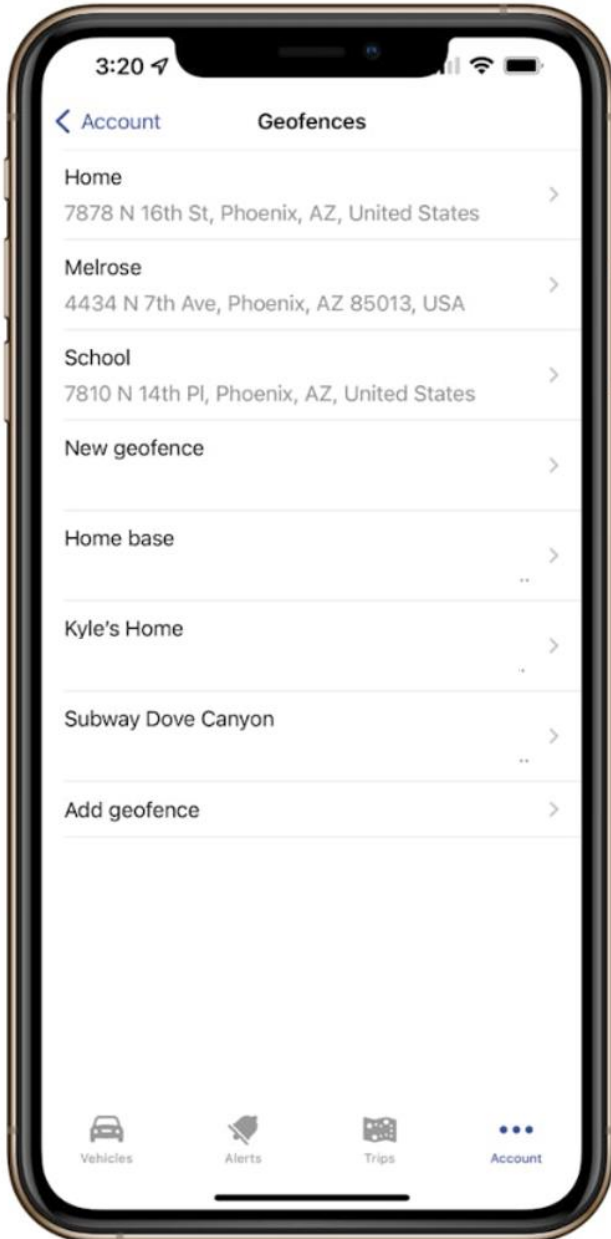 3:20
Account
Geofences
Home
7878 N 16th St, Phoenix, AZ, United States
Melrose
4434 N 7th Ave, Phoenix, AZ 85013, USA
School
7810 N 14th Pl, Phoenix, AZ, United States
New geofence
Home base
Kyle's Home
Subway Dove Canyon
Add geofence
Vehicles
Alerts
Trips
Account